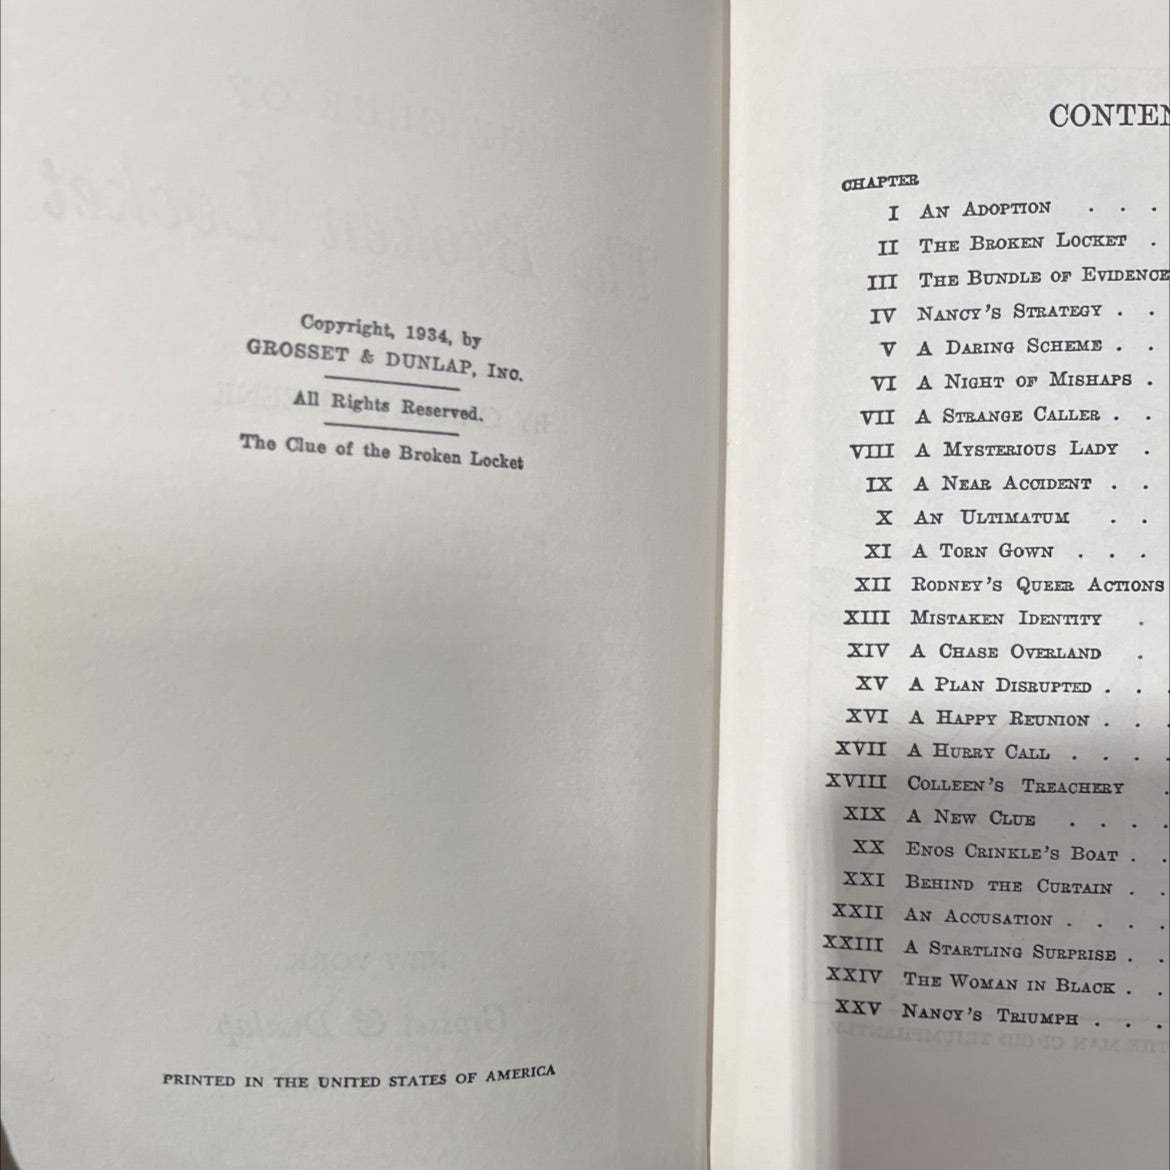 Copyright, 1934, by
GROSSET & DUNLAP, INC.
All Rights Reserved.
The Clue of the Broken Locket
PRINTED IN THE UNITED STATES OF AMERICA
CONTEN
CHAPTER
I AN ADOPTION . . .
II THE BROKEN LOCKET .
III THE BUNDLE OF EVIDENCE
IV NANCY'S STRATEGY . .
V A DARING SCHEME . .
VI A NIGHT OF MISHAPS .
VII A STRANGE CALLER . .
VIII A MYSTERIOUS LADY .
IX A NEAR ACCIDENT . .
X AN ULTIMATUM . .
XI A TORN GOWN . . .
XII RODNEY'S QUEER ACTIONS
XIII MISTAKEN IDENTITY .
XIV A CHASE OVERLAND .
XV A PLAN DISRUPTED . .
XVI A HAPPY REUNION . . .
XVII A HURRY CALL . . . .
XVIII COLLEEN'S TREACHERY .
XIX A NEW CLUE . . . .
XX ENOS CRINKLE'S BOAT . .
XXI BEHIND THE CURTAIN . .
XXII AN ACCUSATION . . . .
XXIII A STARTLING SURPRISE . .
XXIV THE WOMAN IN BLACK . .
XXV NANCY'S TRIUMPH . . .